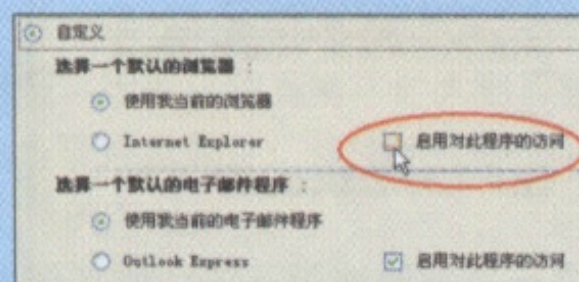 自定义
选择一个默认的浏览器 :
使用我当前的浏览器
Internet Explorer 启用对此程序的访问
选择一个默认的电子邮件程序 :
使用我当前的电子邮件程序
Outlook Express 启用对此程序的访问